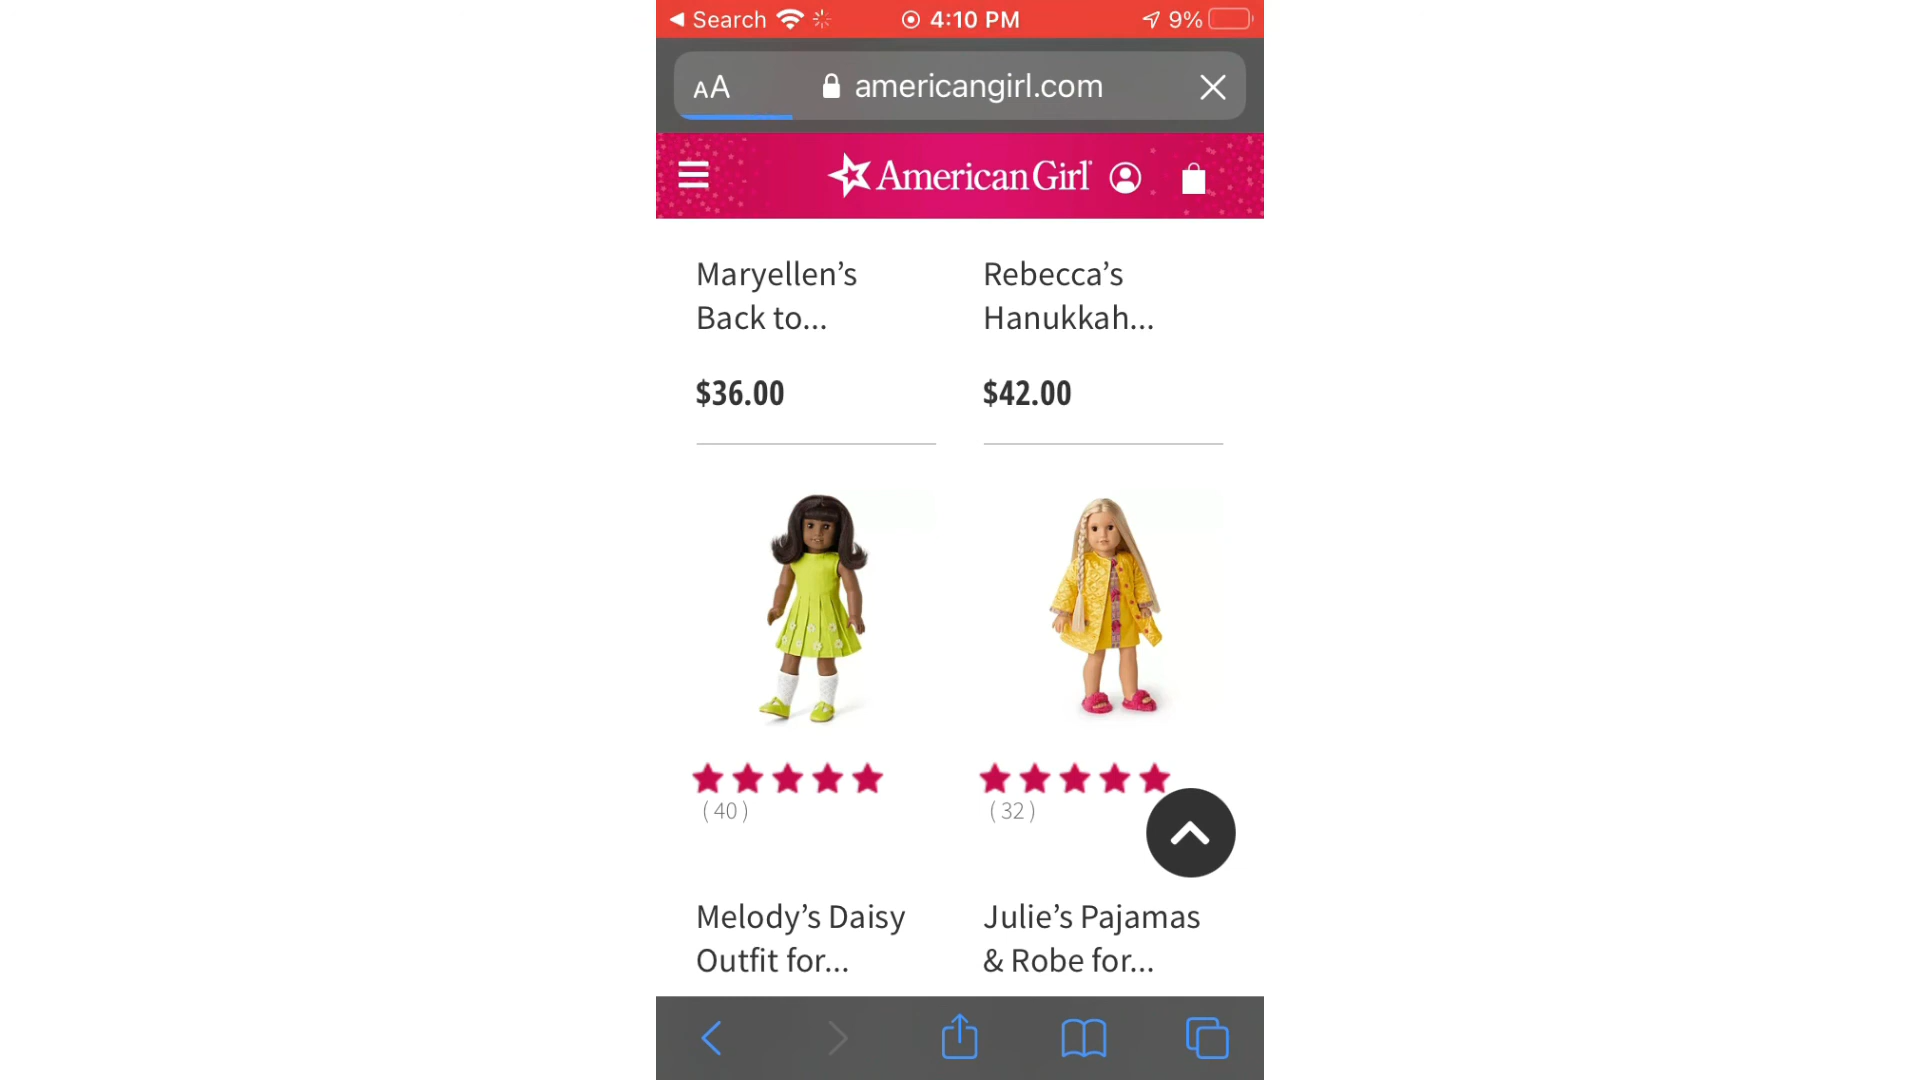 Search 4:10 PM 9%
AA americangirl.com
American Girl
Maryellen’s
Back to...
$36.00
Rebecca’s
Hanukkah...
$42.00
(40)
(32)
Melody’s Daisy
Outfit for...
Julie’s Pajamas
& Robe for...